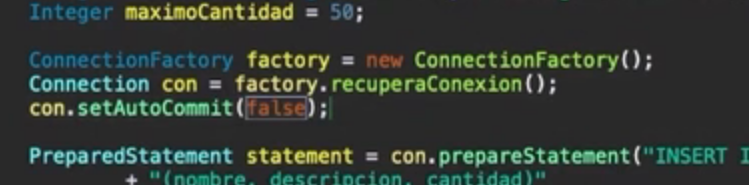 Integer maximoCantidad = 50;
ConnectionFactory factory = new ConnectionFactory();
Connection con = factory.recuperaConexion();
con.setAutoCommit(false);
PreparedStatement statement = con.prepareStatement("INSERT I
+ "(nombre, descripcion, cantidad)"